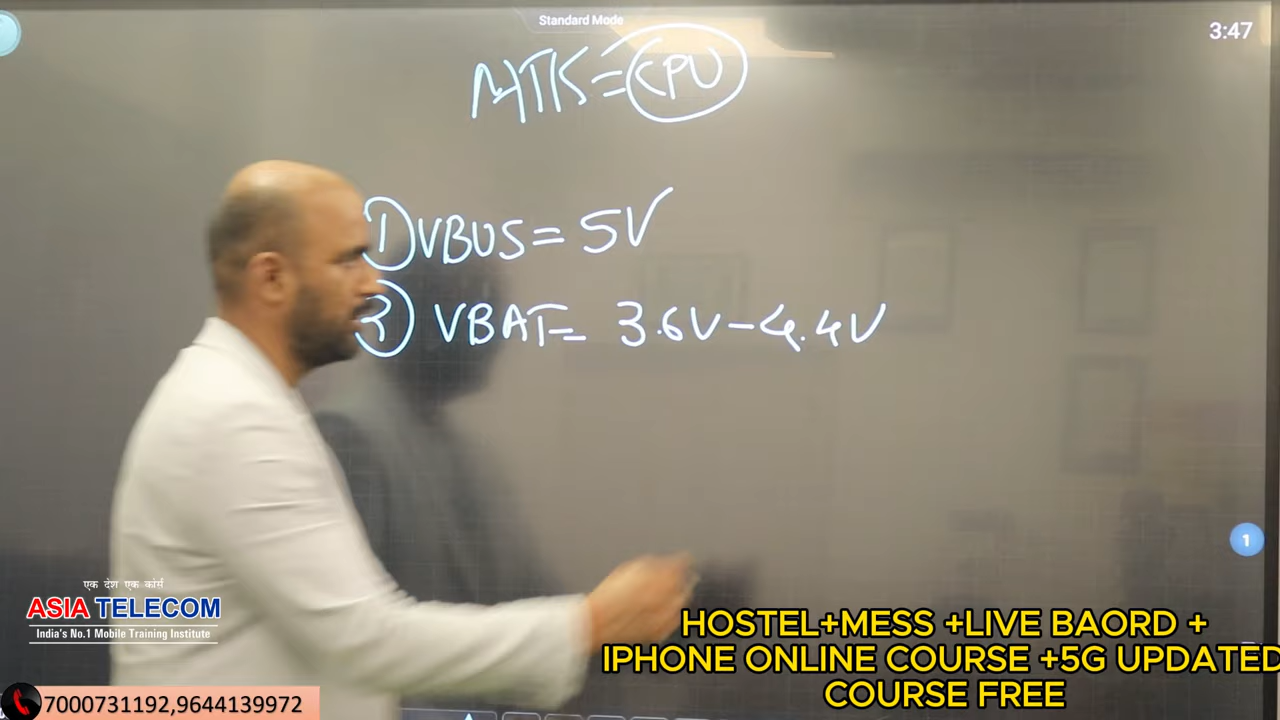 Standard Mode
3:47
MTK = CPU
1) VBUS = 5V
2) VBAT = 3.6V - 4.4V
1
एक देश एक कोर्स
ASIA TELECOM
India's No.1 Mobile Training Institute
7000731192,9644139972
HOSTEL+MESS +LIVE BAORD +
IPHONE ONLINE COURSE +5G UPDATED
COURSE FREE